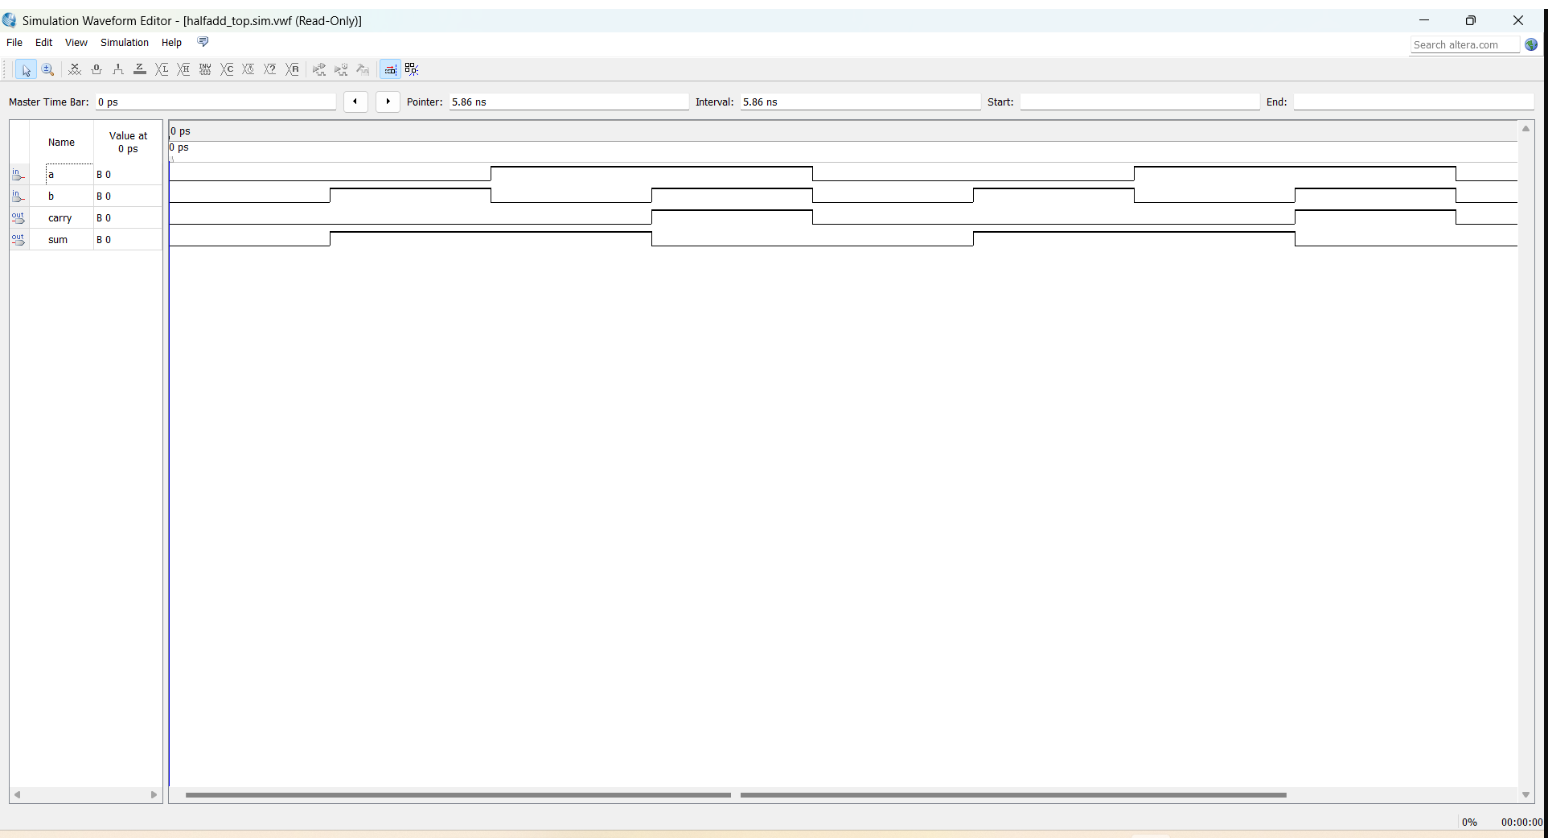 Simulation Waveform Editor - [halfadd_top.sim.vwf (Read-Only)]
File Edit View Simulation Help
Search altera.com
Master Time Bar: 0 ps Pointer: 5.86 ns Interval: 5.86 ns Start: End:
Name Value at 0 ps
0 ps
0 ps
in a B 0
in b B 0
out carry B 0
out sum B 0
0% 00:00:00